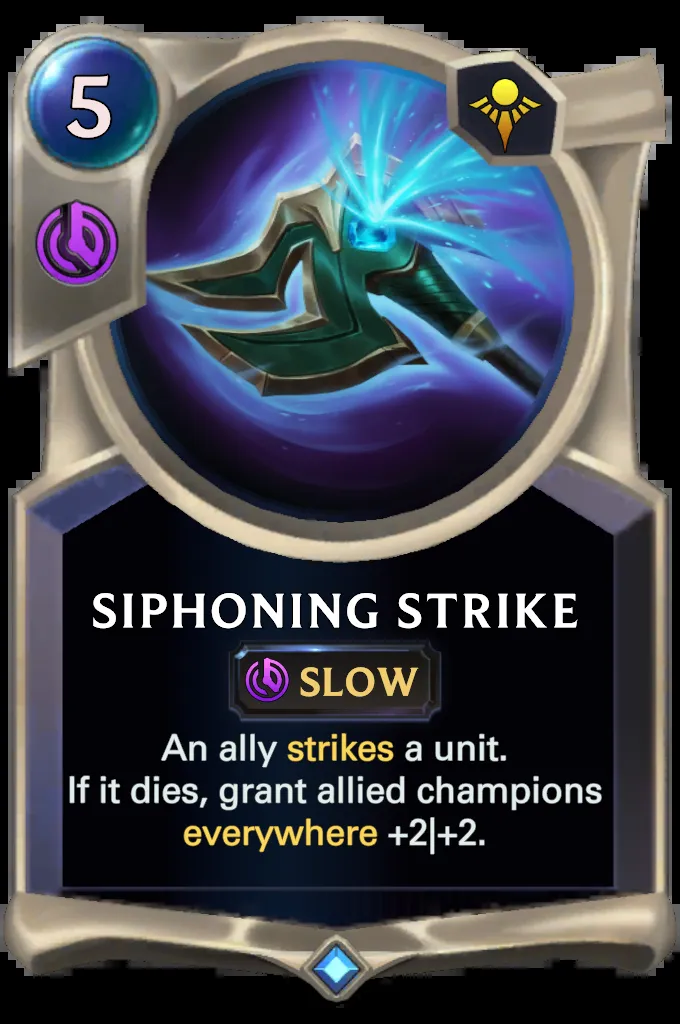 5
SIPHONING STRIKE
SLOW
An ally strikes a unit.
If it dies, grant allied champions
everywhere +2|+2.